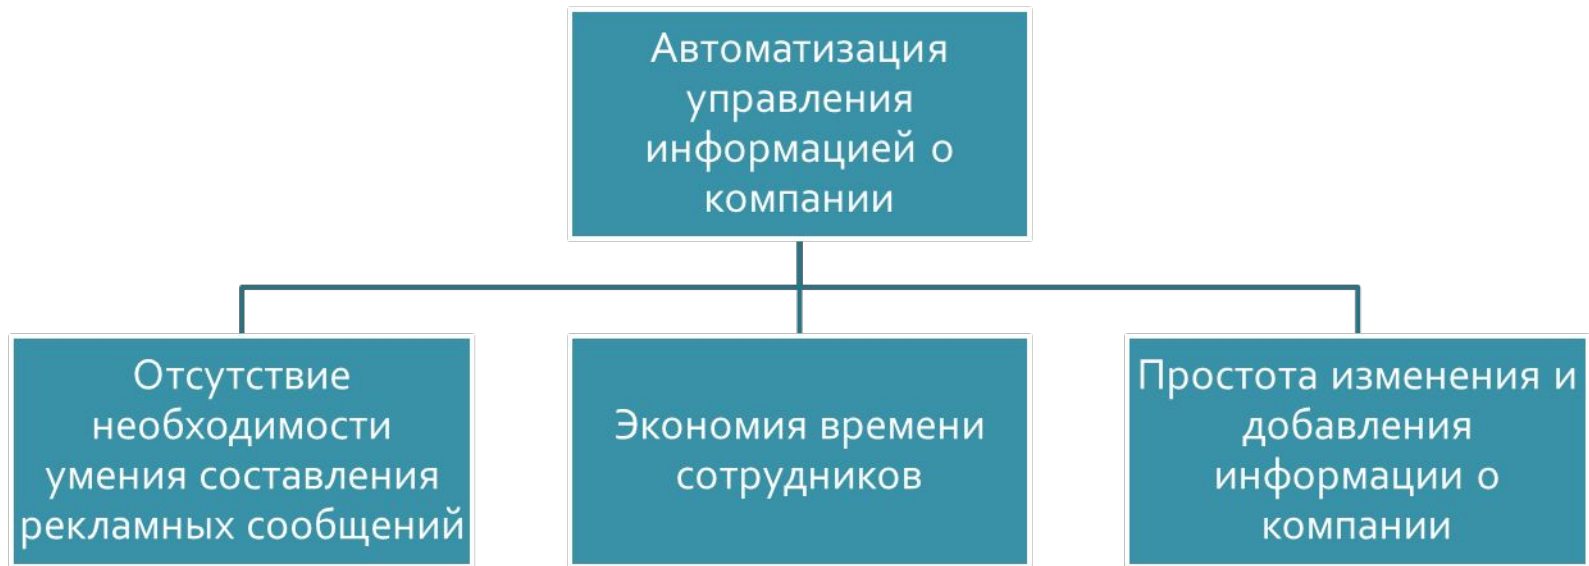 Автоматизация
управления
информацией о
компании
Отсутствие
необходимости
умения составления
рекламных сообщений
Экономия времени
сотрудников
Простота изменения и
добавления
информации о
компании